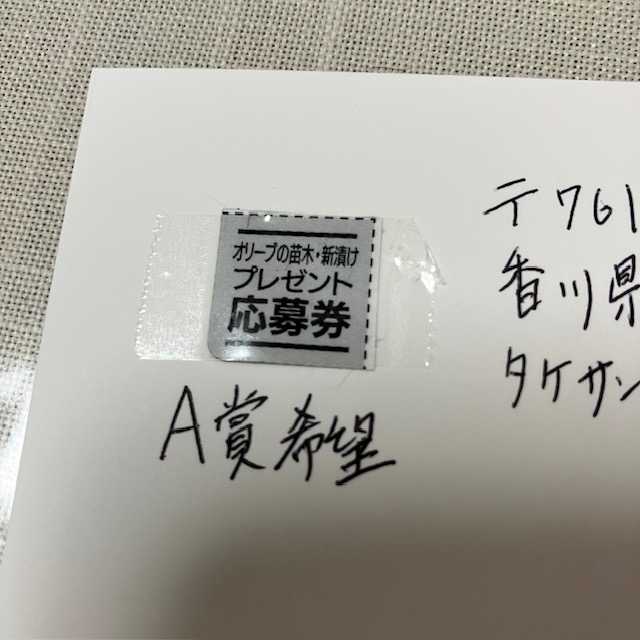 オリーブの苗木・新漬け
プレゼント
応募券
A賞希望
〒761
香川県
タケサン